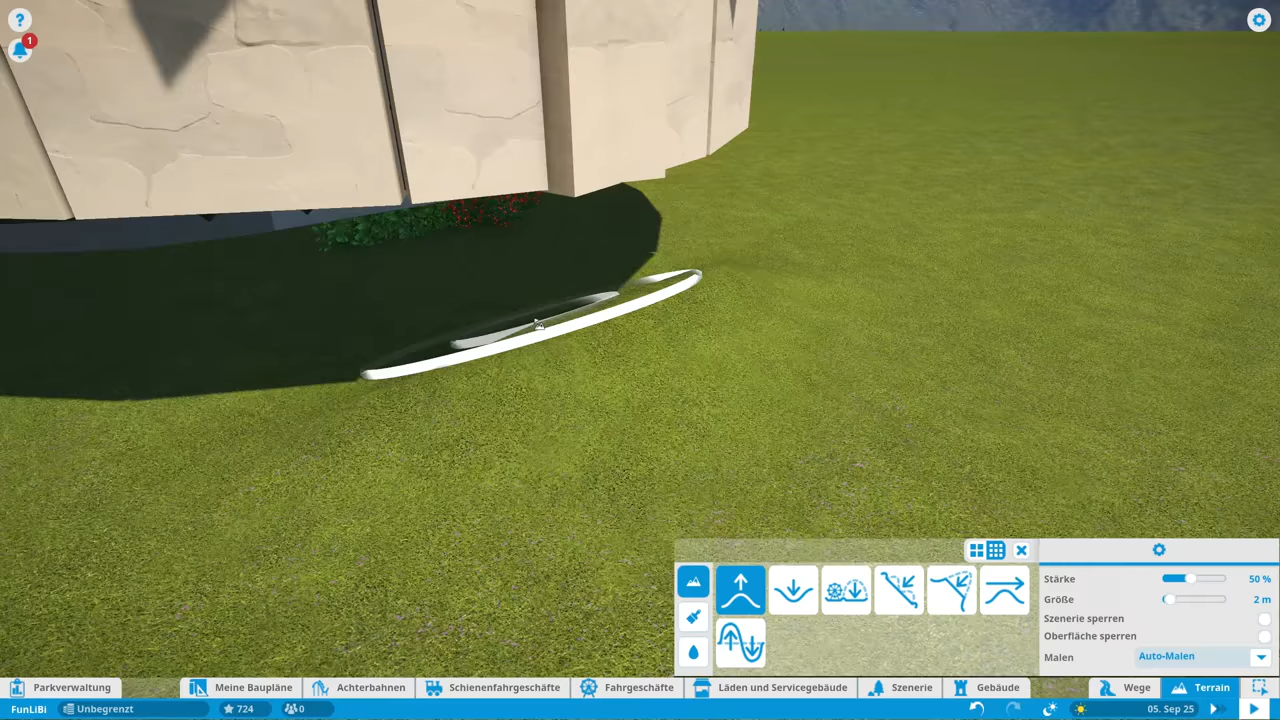 ?
1
Stärke
50 %
Größe
2 m
Szenerie sperren
Oberfläche sperren
Malen
Auto-Malen
Parkverwaltung
Meine Baupläne
Achterbahnen
Schienenfahrgeschäfte
Fahrgeschäfte
Läden und Servicegebäude
Szenerie
Gebäude
Wege
Terrain
FunLiBi
Unbegrenzt
724
0
05. Sep 25